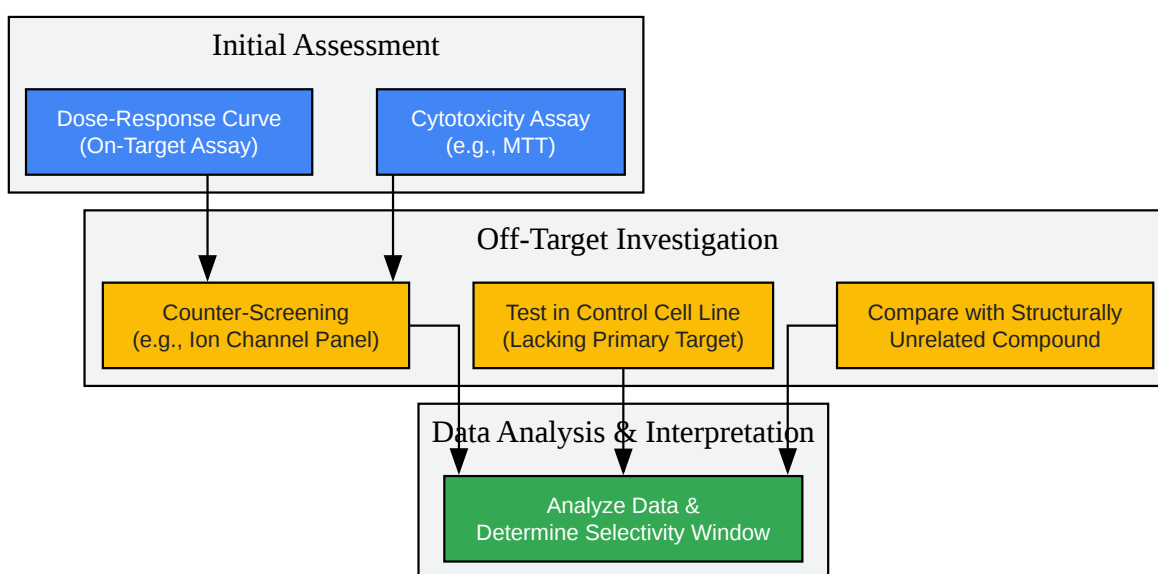 Initial Assessment
Dose-Response Curve
(On-Target Assay)
Cytotoxicity Assay
(e.g., MTT)
Off-Target Investigation
Counter-Screening
(e.g., Ion Channel Panel)
Test in Control Cell Line
(Lacking Primary Target)
Compare with Structurally
Unrelated Compound
Data Analysis & Interpretation
Analyze Data &
Determine Selectivity Window